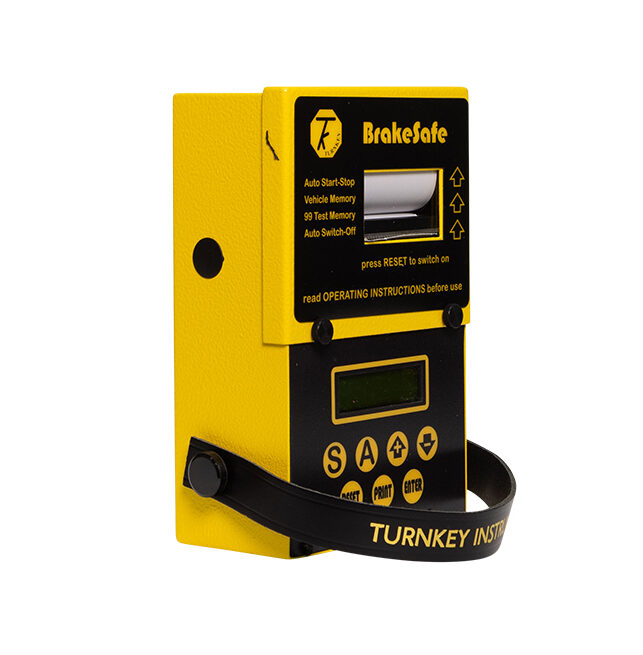 TURNKEY
BrakeSafe
Auto Start-Stop
Vehicle Memory
99 Test Memory
Auto Switch-Off
press RESET to switch on
read OPERATING INSTRUCTIONS before use
S A
RESET PRINT ENTER
TURNKEY INSTR